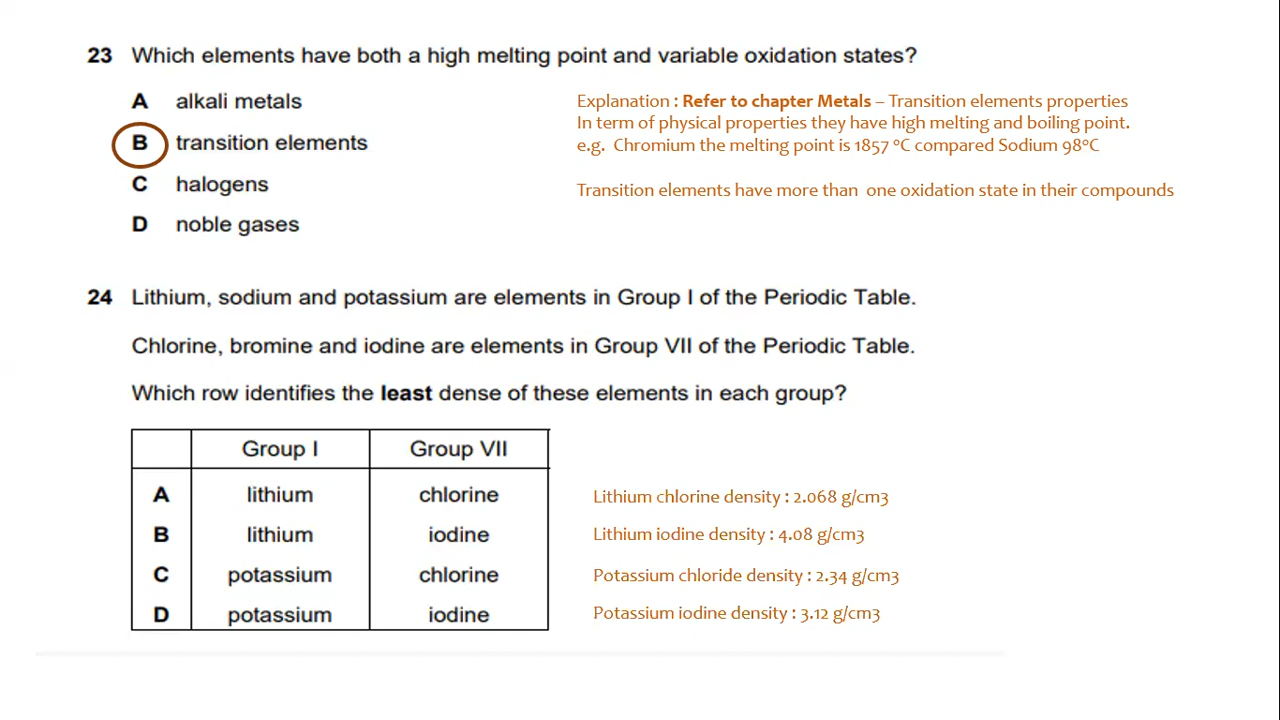 23 Which elements have both a high melting point and variable oxidation states?
A alkali metals
B transition elements
C halogens
D noble gases
Explanation : Refer to chapter Metals – Transition elements properties
In term of physical properties they have high melting and boiling point.
e.g. Chromium the melting point is 1857 °C compared Sodium 98°C
Transition elements have more than one oxidation state in their compounds
24 Lithium, sodium and potassium are elements in Group I of the Periodic Table.
Chlorine, bromine and iodine are elements in Group VII of the Periodic Table.
Which row identifies the least dense of these elements in each group?
Group I Group VII
A lithium chlorine Lithium chlorine density : 2.068 g/cm3
B lithium iodine Lithium iodine density : 4.08 g/cm3
C potassium chlorine Potassium chloride density : 2.34 g/cm3
D potassium iodine Potassium iodine density : 3.12 g/cm3